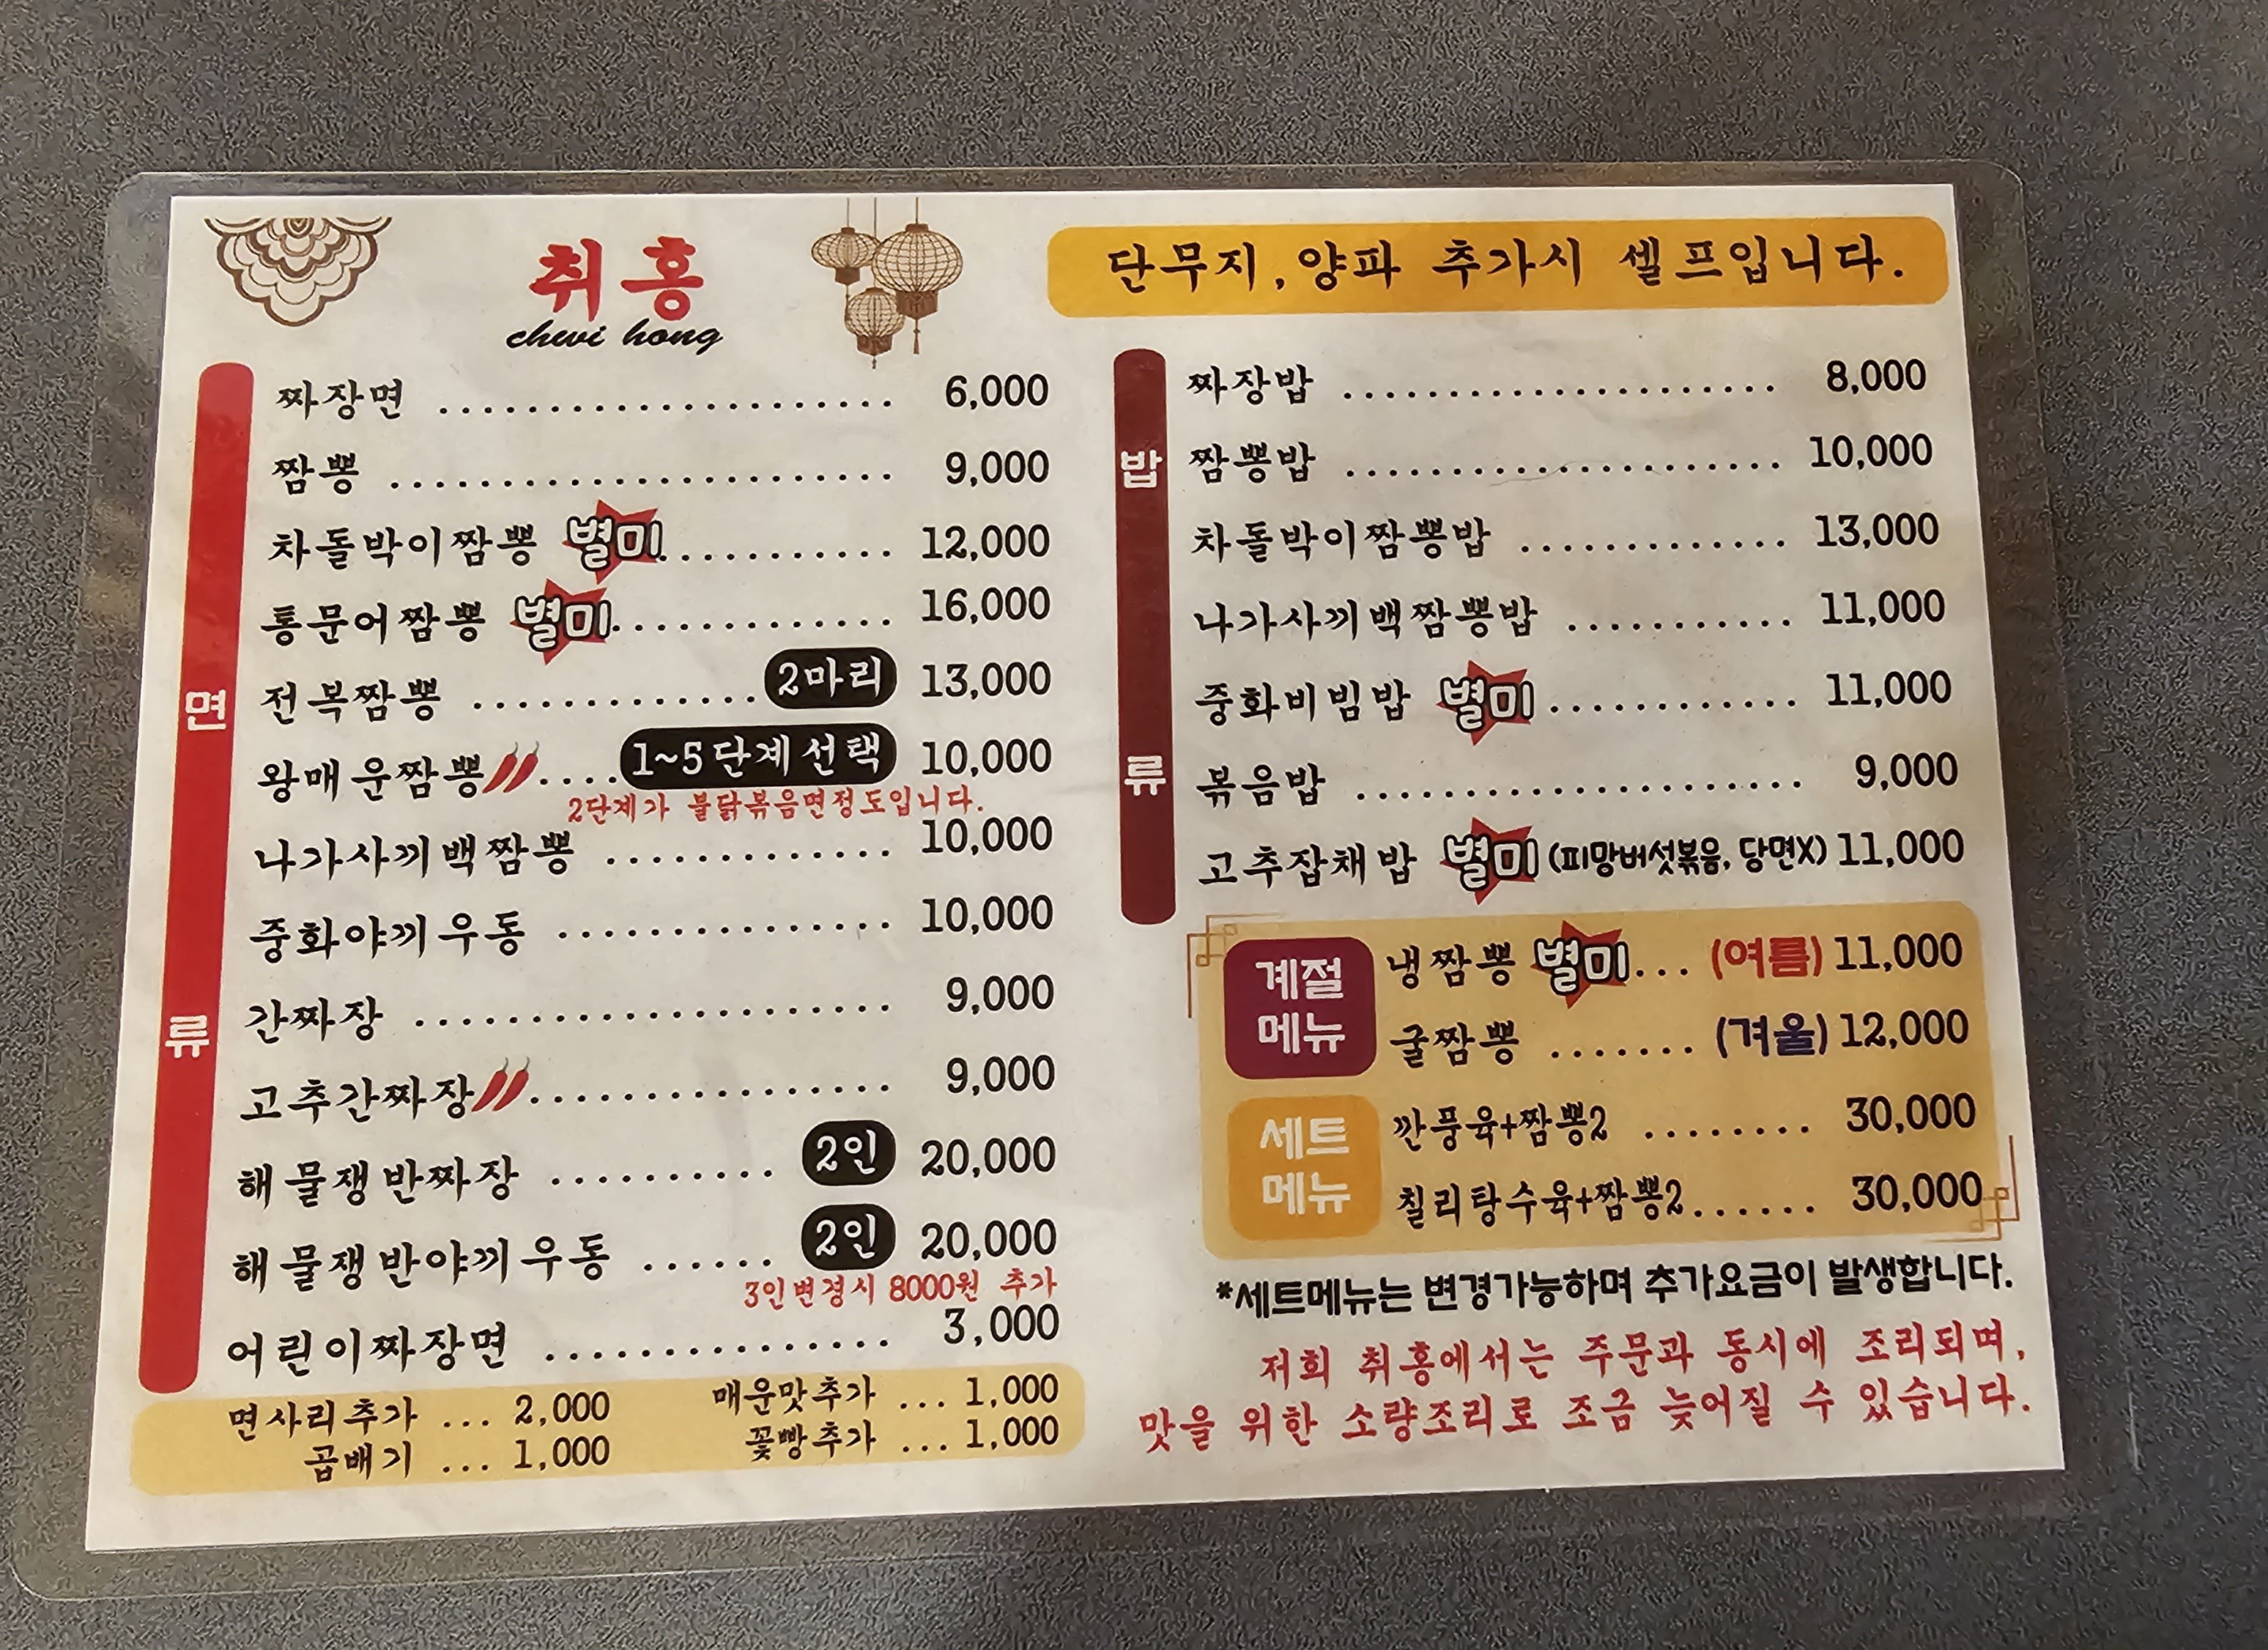 취홍
chwi hong
면류
짜장면 ...................... 6,000
짬뽕 ........................ 9,000
차돌박이짬뽕 별미 ........... 12,000
통문어짬뽕 별미 ............. 16,000
전복짬뽕 .............. 2마리 13,000
왕매운짬뽕 .... 1~5단계선택 10,000
2단계가 불닭볶음면정도입니다.
나가사끼백짬뽕 ............. 10,000
중화야끼우동 ............... 10,000
간짜장 ...................... 9,000
고추간짜장 ................. 9,000
해물쟁반짜장 .......... 2인 20,000
해물쟁반야끼우동 ...... 2인 20,000
3인변경시 8000원 추가
어린이짜장면 ............... 3,000
면사리추가 ... 2,000 매운맛추가 ... 1,000
곱배기 ... 1,000 꽃빵추가 ... 1,000
단무지,양파 추가시 셀프입니다.
밥류
짜장밥 ..................... 8,000
짬뽕밥 ..................... 10,000
차돌박이짬뽕밥 ............. 13,000
나가사끼백짬뽕밥 ........... 11,000
중화비빔밥 별미 ............ 11,000
볶음밥 ..................... 9,000
고추잡채밥 별미 (피망버섯볶음, 당면X) 11,000
계절메뉴
냉짬뽕 별미 ... (여름) 11,000
굴짬뽕 ....... (겨울) 12,000
세트메뉴
깐풍육+짬뽕2 ........ 30,000
칠리탕수육+짬뽕2...... 30,000
*세트메뉴는 변경가능하며 추가요금이 발생합니다.
저희 취홍에서는 주문과 동시에 조리되며,
맛을 위한 소량조리로 조금 늦어질 수 있습니다.